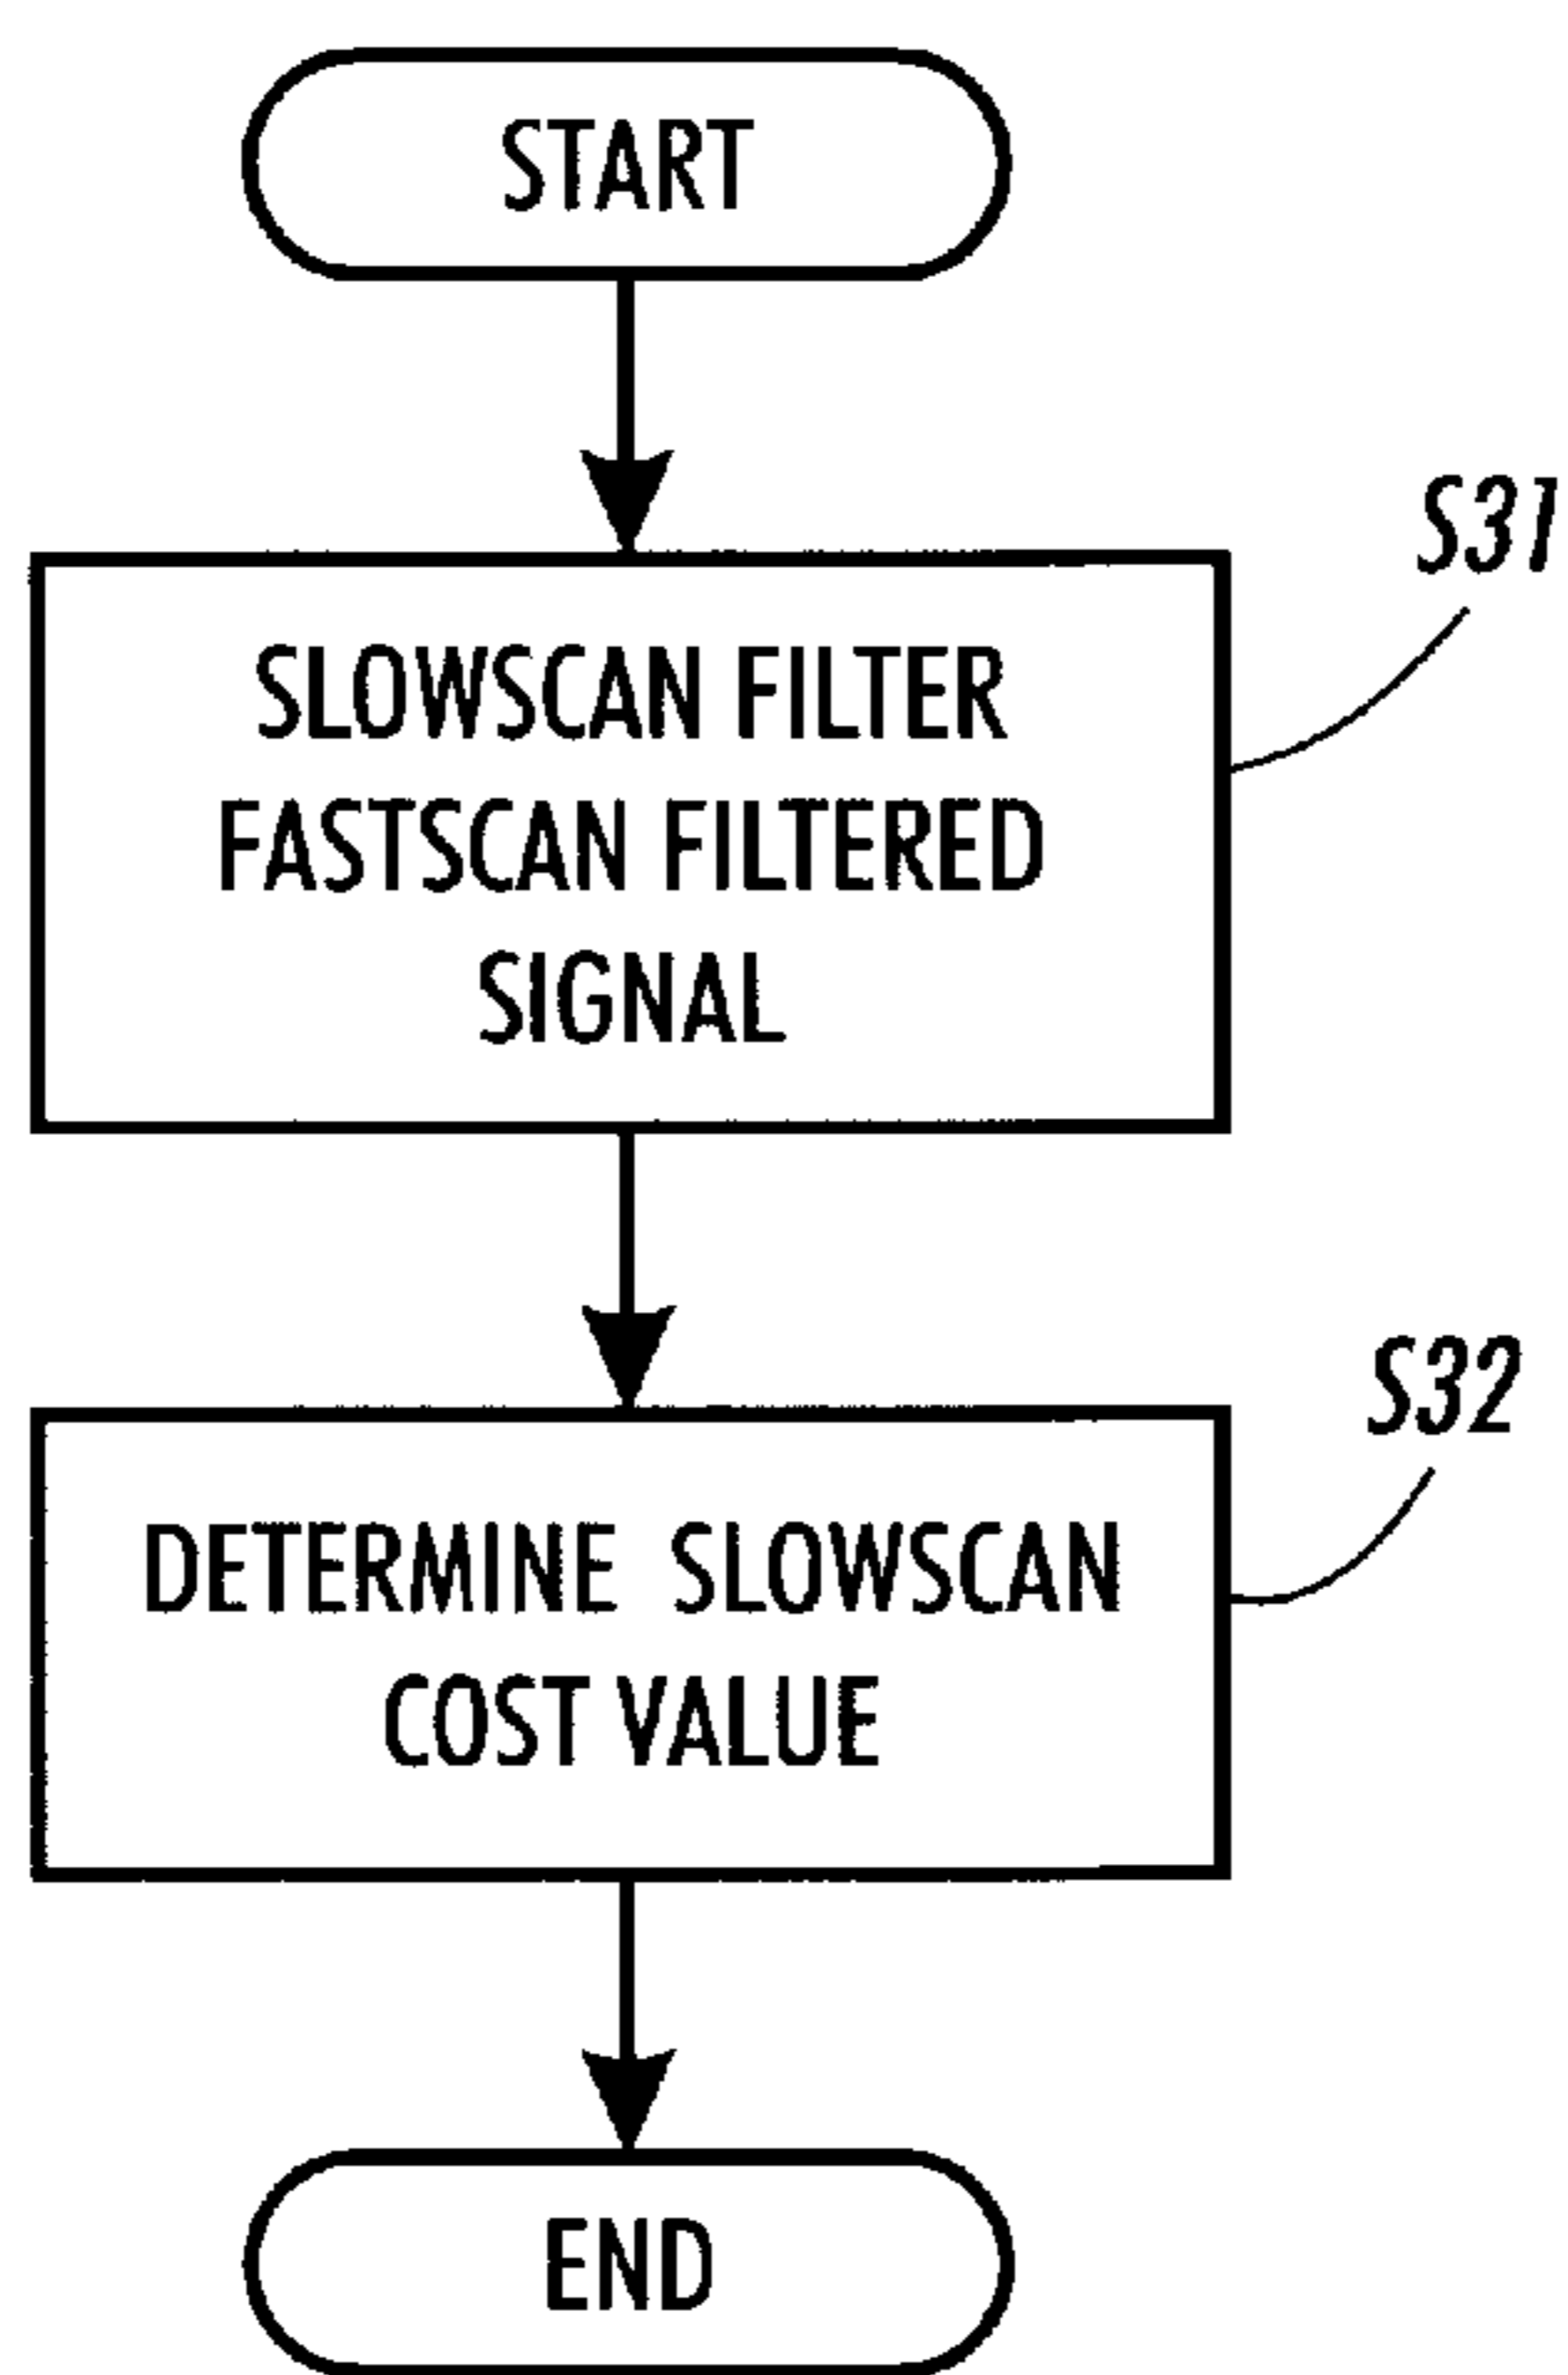 START
S31
SLOWSCAN FILTER
FASTSCAN FILTERED
SIGNAL
S32
DETERMINE SLOWSCAN
COST VALUE
END